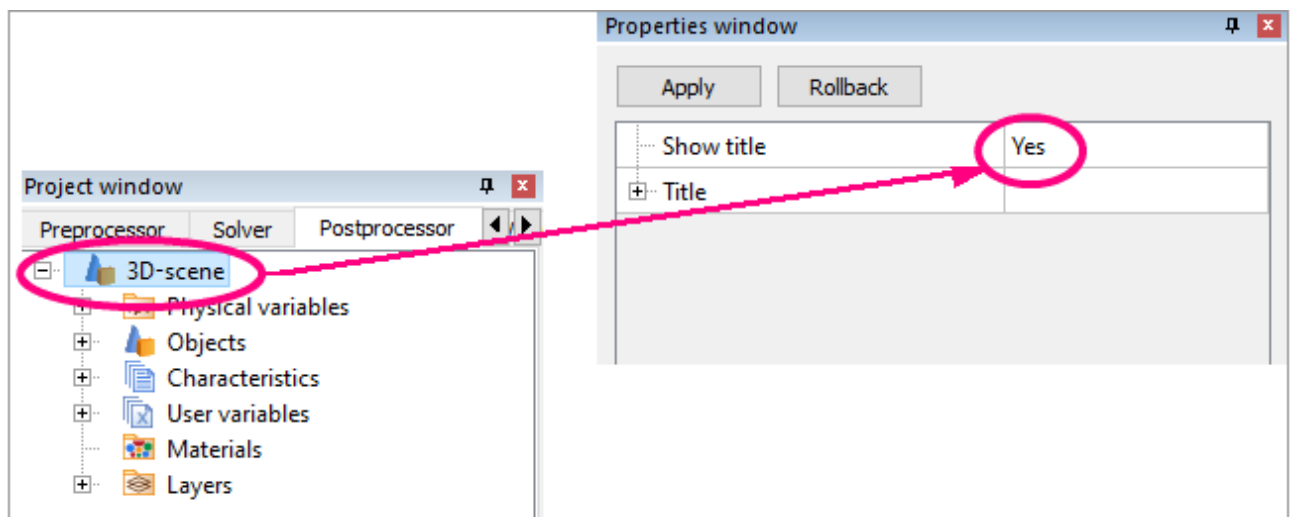 Properties window
Apply
Rollback
Show title
Yes
Title
Project window
Preprocessor
Solver
Postprocessor
3D-scene
Physical variables
Objects
Characteristics
User variables
Materials
Layers